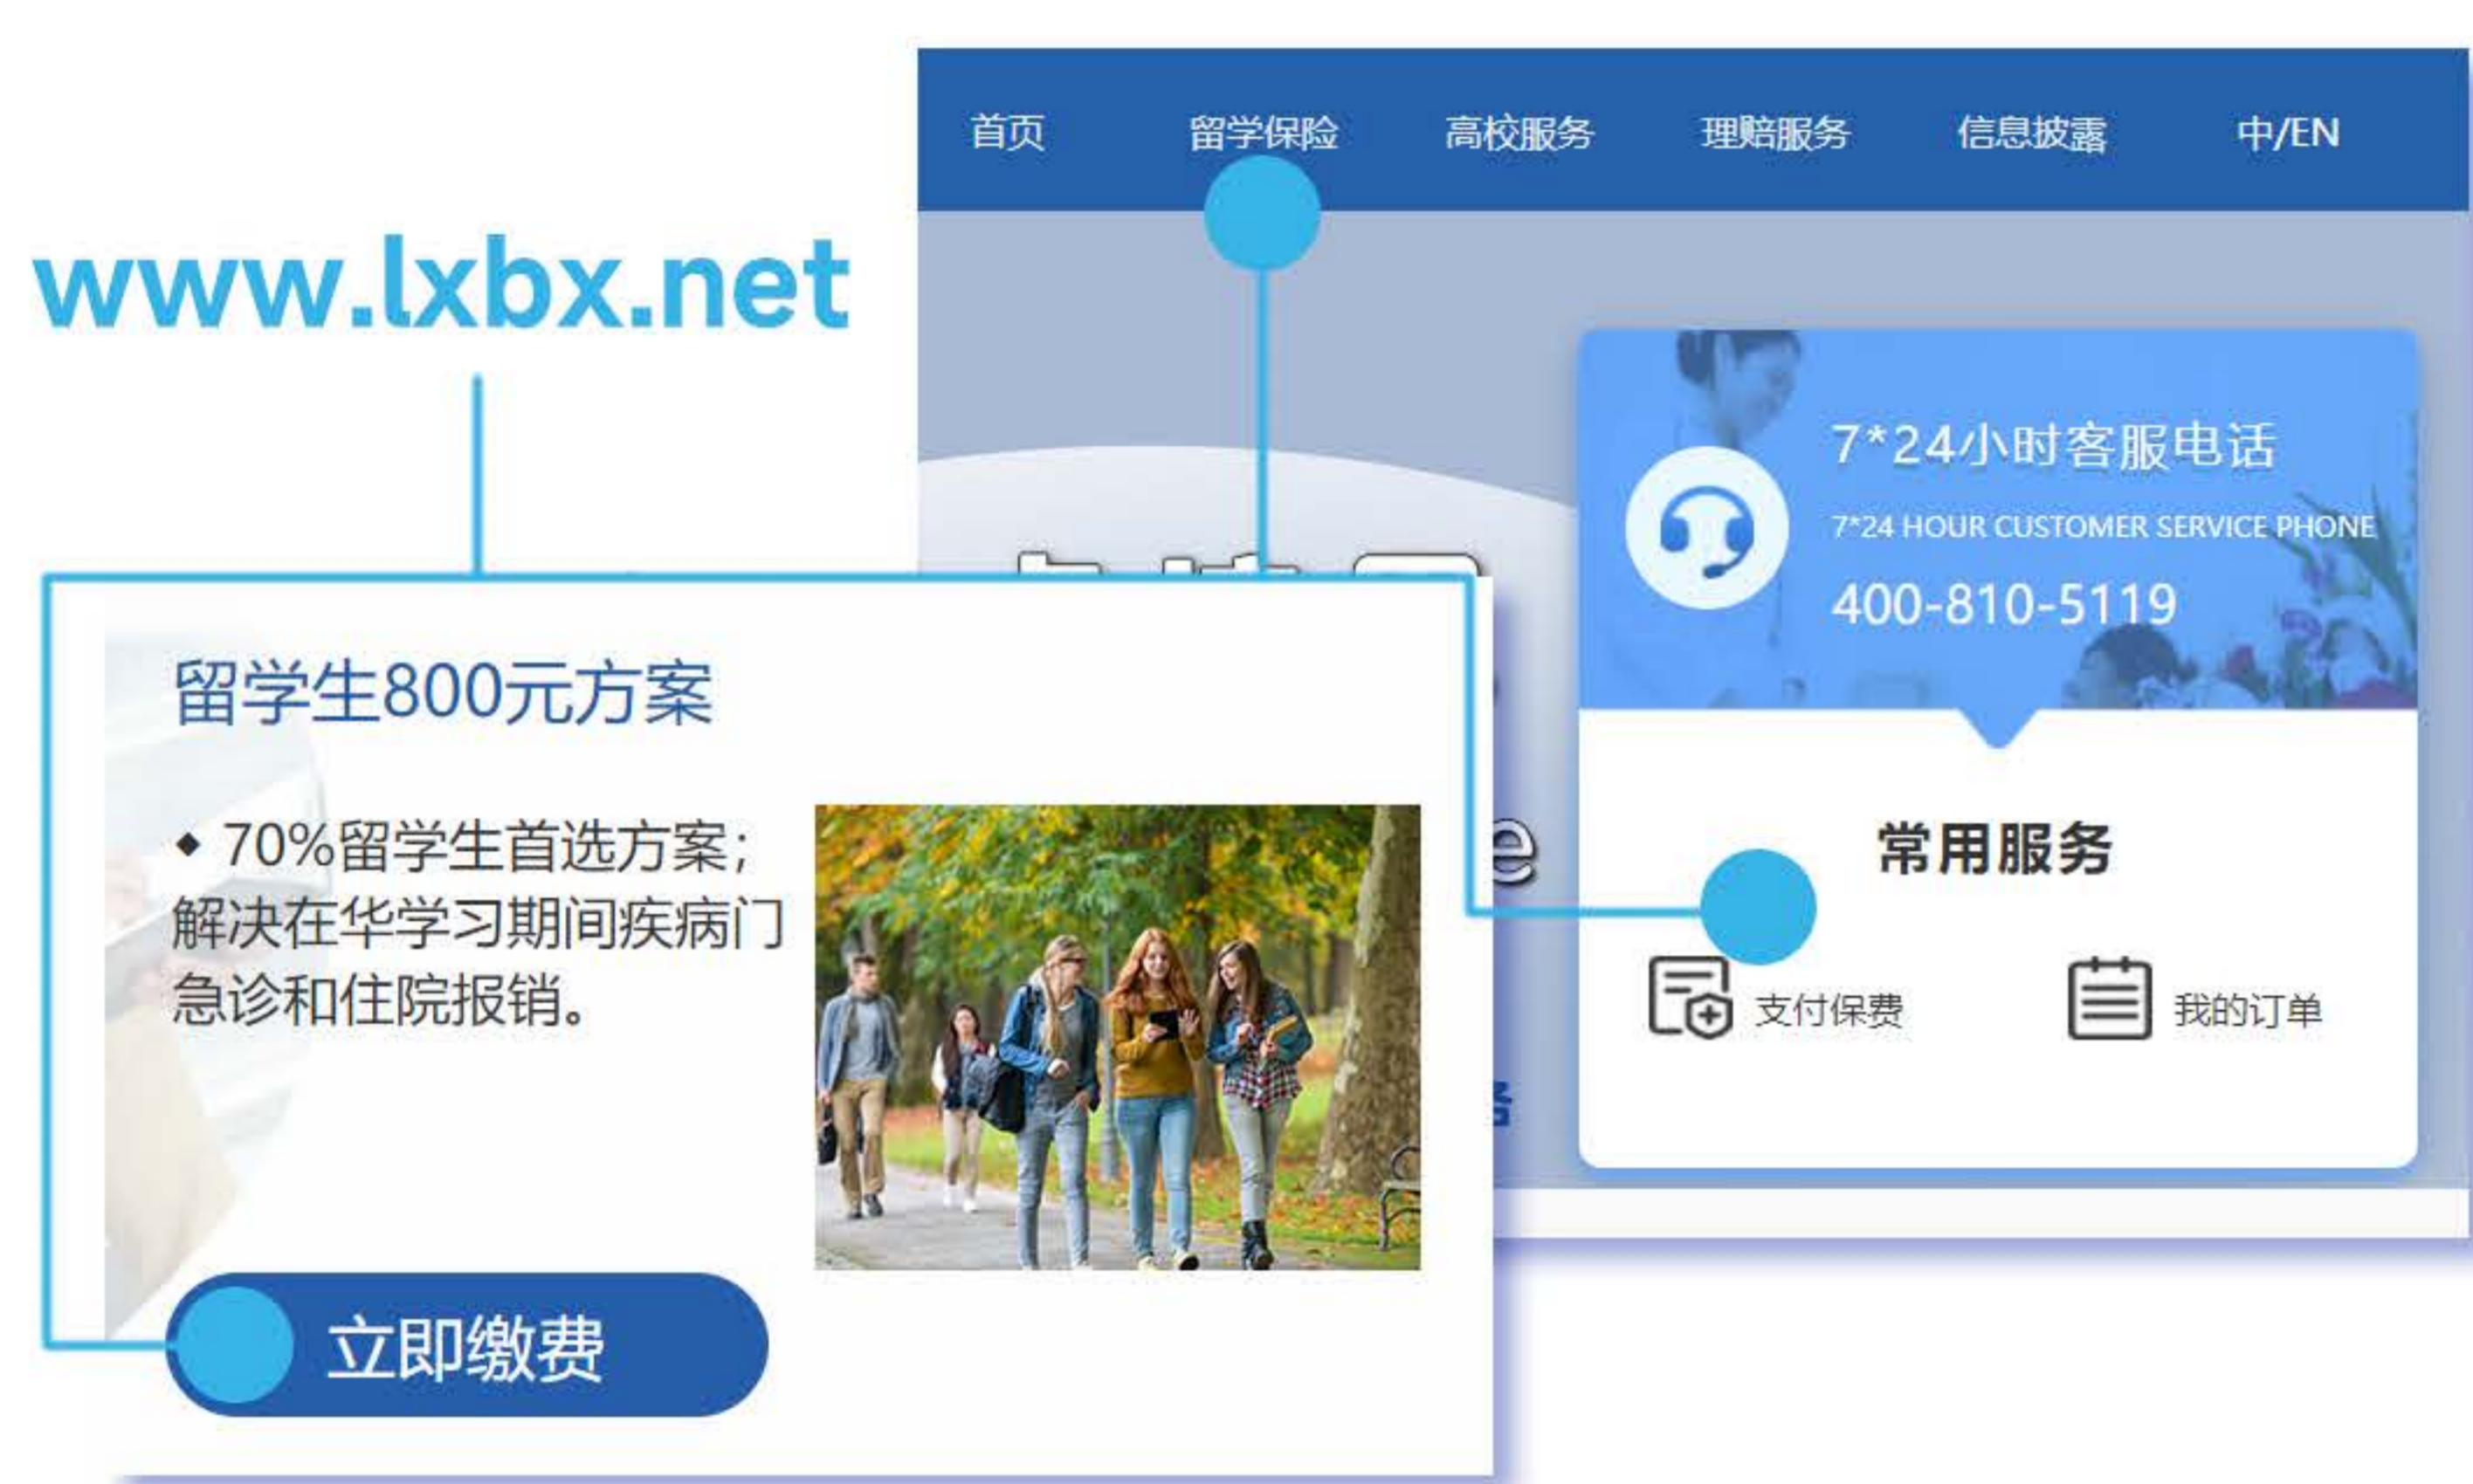 首页 留学保险 高校服务 理赔服务 信息披露 中/EN
www.lxbx.net
7*24小时客服电话
7*24 HOUR CUSTOMER SERVICE PHONE
400-810-5119
留学生800元方案
◆ 70%留学生首选方案；
解决在华学习期间疾病门
急诊和住院报销。
立即缴费
常用服务
支付保费 我的订单